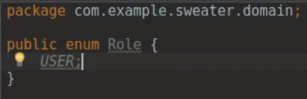 package com.example.sweater.domain;
public enum Role {
USER;
}